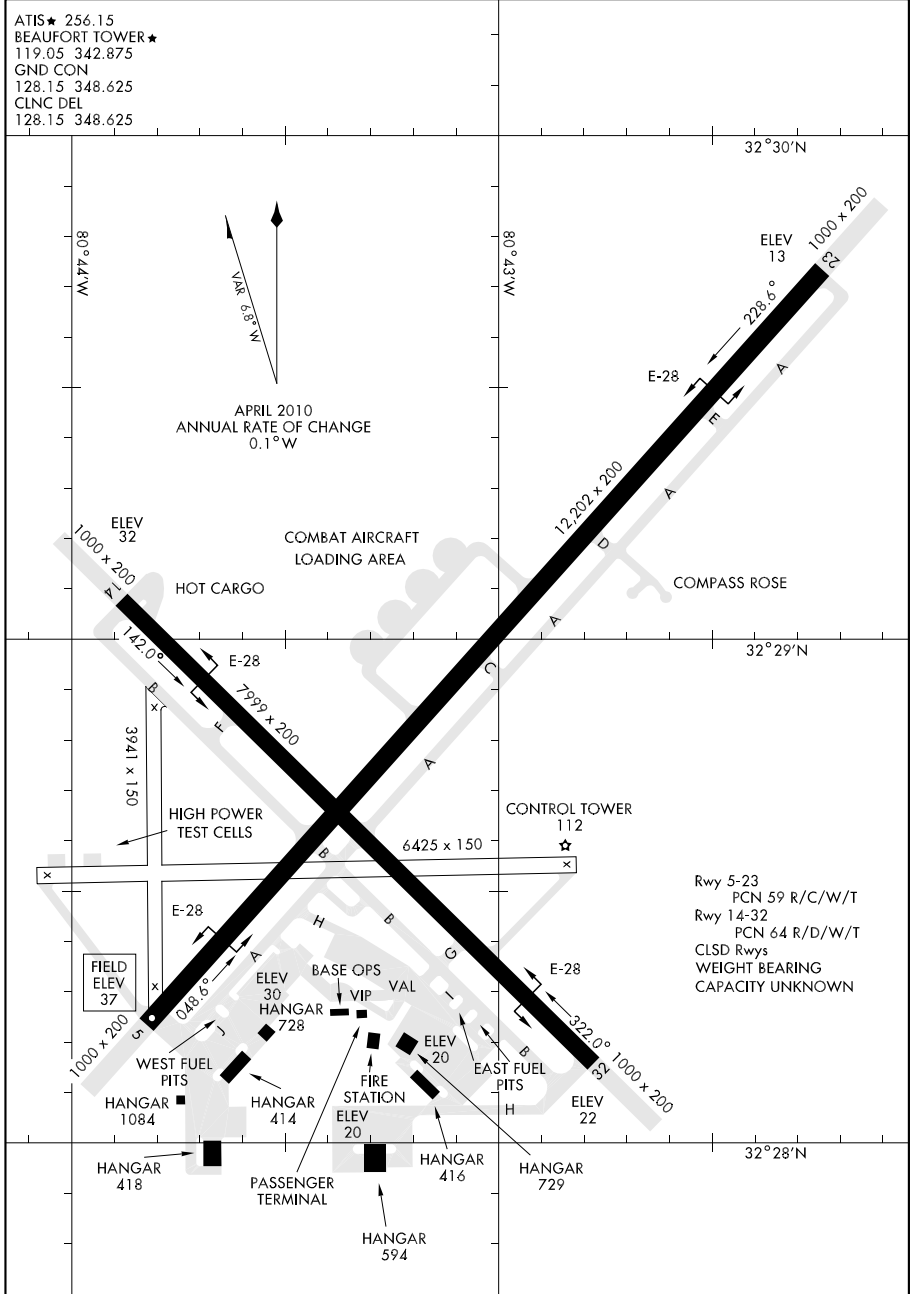 ATIS★ 256.15
BEAUFORT TOWER★
119.05 342.875
GND CON
128.15 348.625
CLNC DEL
128.15 348.625
32°30'N
80°44'W
80°43'W
VAR 6.8° W
APRIL 2010
ANNUAL RATE OF CHANGE
0.1° W
ELEV
13
1000 x 200
23
228.6°
E-28
A
E
12,202 x 200
A
D
COMPASS ROSE
A
ELEV
32
1000 x 200
14
HOT CARGO
COMBAT AIRCRAFT
LOADING AREA
142.0°
E-28
32°29'N
C
B
x
F
7999 x 200
3941 x 150
A
HIGH POWER
TEST CELLS
CONTROL TOWER
112
B
6425 x 150
x
x
Rwy 5-23
PCN 59 R/C/W/T
Rwy 14-32
PCN 64 R/D/W/T
CLSD Rwys
WEIGHT BEARING
CAPACITY UNKNOWN
E-28
H
B
A
G
E-28
FIELD
ELEV
37
x
048.6°
ELEV
30
BASE OPS
VIP
VAL
HANGAR
728
I
5
1000 x 200
J
WEST FUEL
PITS
FIRE
STATION
ELEV
20
EAST FUEL
PITS
B
322.0°
32
1000 x 200
HANGAR
1084
HANGAR
414
ELEV
20
H
ELEV
22
32°28'N
HANGAR
418
PASSENGER
TERMINAL
HANGAR
416
HANGAR
729
HANGAR
594